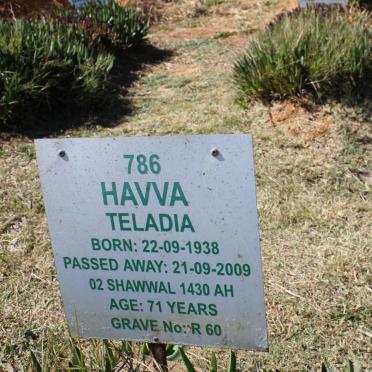 786
HAVVA
TELADIA
BORN: 22-09-1938
PASSED AWAY: 21-09-2009
02 SHAWWAL 1430 AH
AGE: 71 YEARS
GRAVE No: R 60